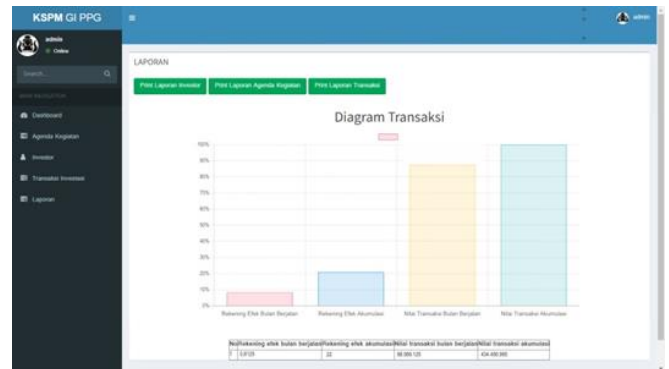 KSPM GI PPG
admin
admin
Online
Search...
MAIN NAVIGATION
Dashboard
Agenda Kegiatan
Investor
Transaksi Investasi
Laporan
LAPORAN
Print Laporan Investor
Print Laporan Agenda Kegiatan
Print Laporan Transaksi
Diagram Transaksi
100%
90%
80%
70%
60%
50%
40%
30%
20%
10%
0%
Rekening Efek Bulan Berjalan
Rekening Efek Akumulasi
Nilai Transaksi Bulan Berjalan
Nilai Transaksi Akumulasi
No Rekening efek bulan berjalan Rekening efek akumulasi Nilai transaksi bulan berjalan Nilai transaksi akumulasi
1 22